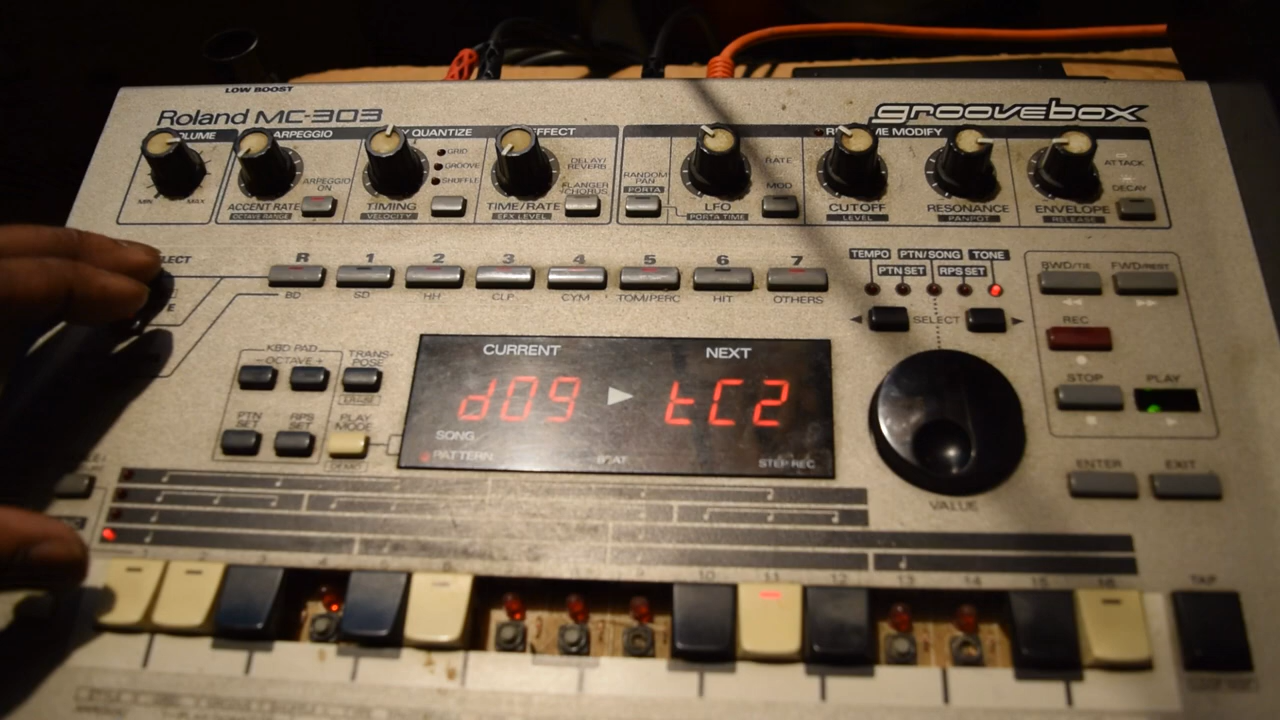 LOW BOOST
Roland MC-303
groovebox
VOLUME
ARPEGGIO
QUANTIZE
EFFECT
MODIFY
MIN
MAX
ACCENT RATE
OCTAVE RANGE
ARPEGGIO ON
GRID
GROOVE
SHUFFLE
TIMING
VELOCITY
TIME/RATE
EFX LEVEL
DELAY/ REVERB
FLANGER /CHORUS
RANDOM PAN
PORTA
LFO
PORTA TIME
RATE
MOD
CUTOFF
LEVEL
RESONANCE
PANPOT
ENVELOPE
RELEASE
ATTACK
DECAY
R 1 2 3 4 5 6 7
BD SD HH CLP CYM TOM/PERC HIT OTHERS
TEMPO PTN/SONG TONE
PTN SET RPS SET
SELECT
BWD/TIE FWD/REST
REC
STOP PLAY
ENTER EXIT
VALUE
KBD PAD
- OCTAVE +
TRANS- POSE
ERASE
PTN SET
RPS SET
PLAY MODE
DEMO
CURRENT NEXT
d09 tC2
SONG
PATTERN BEAT STEP REC
10 11 12 13 14 15 16
TAP